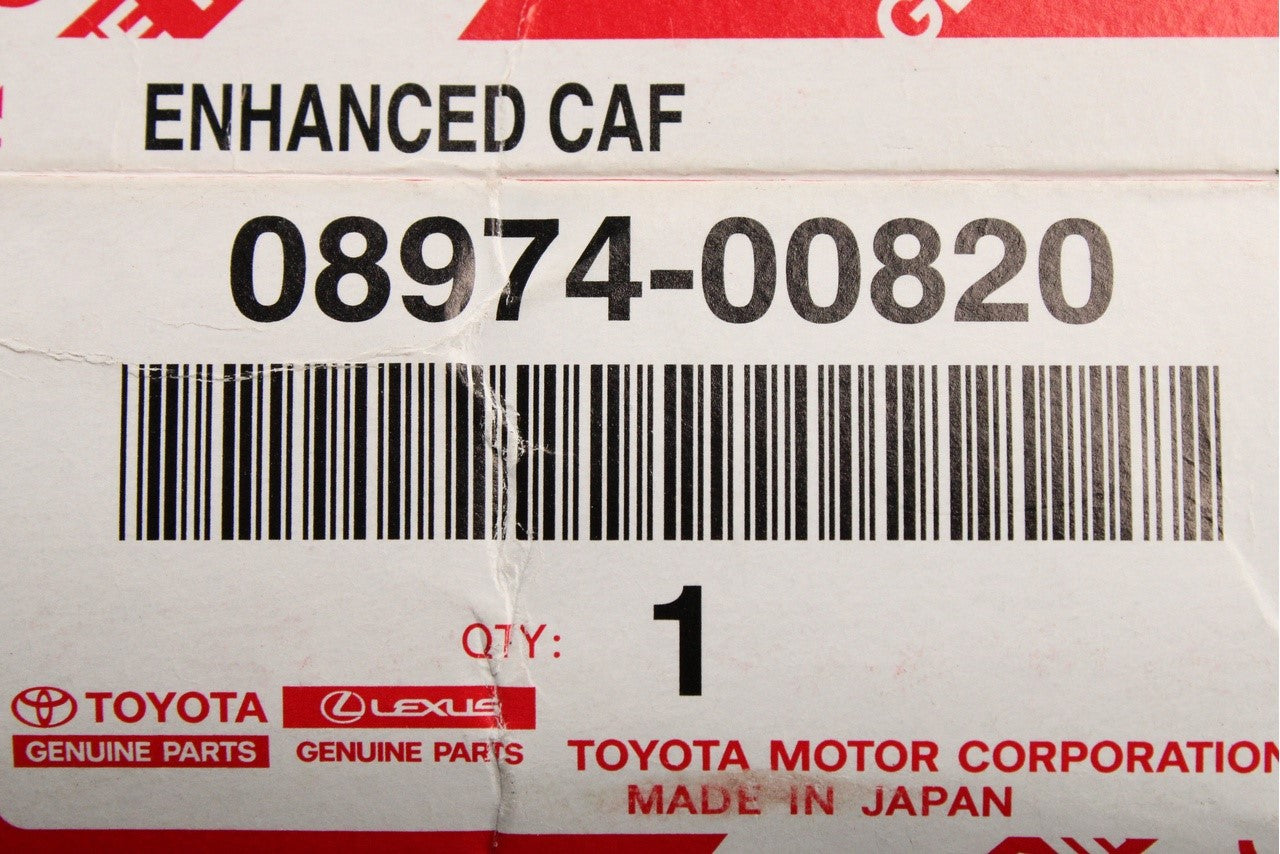 ENHANCED CAF
08974-00820
QTY: 1
TOYOTA LEXUS
GENUINE PARTS GENUINE PARTS
TOYOTA MOTOR CORPORATION
MADE IN JAPAN